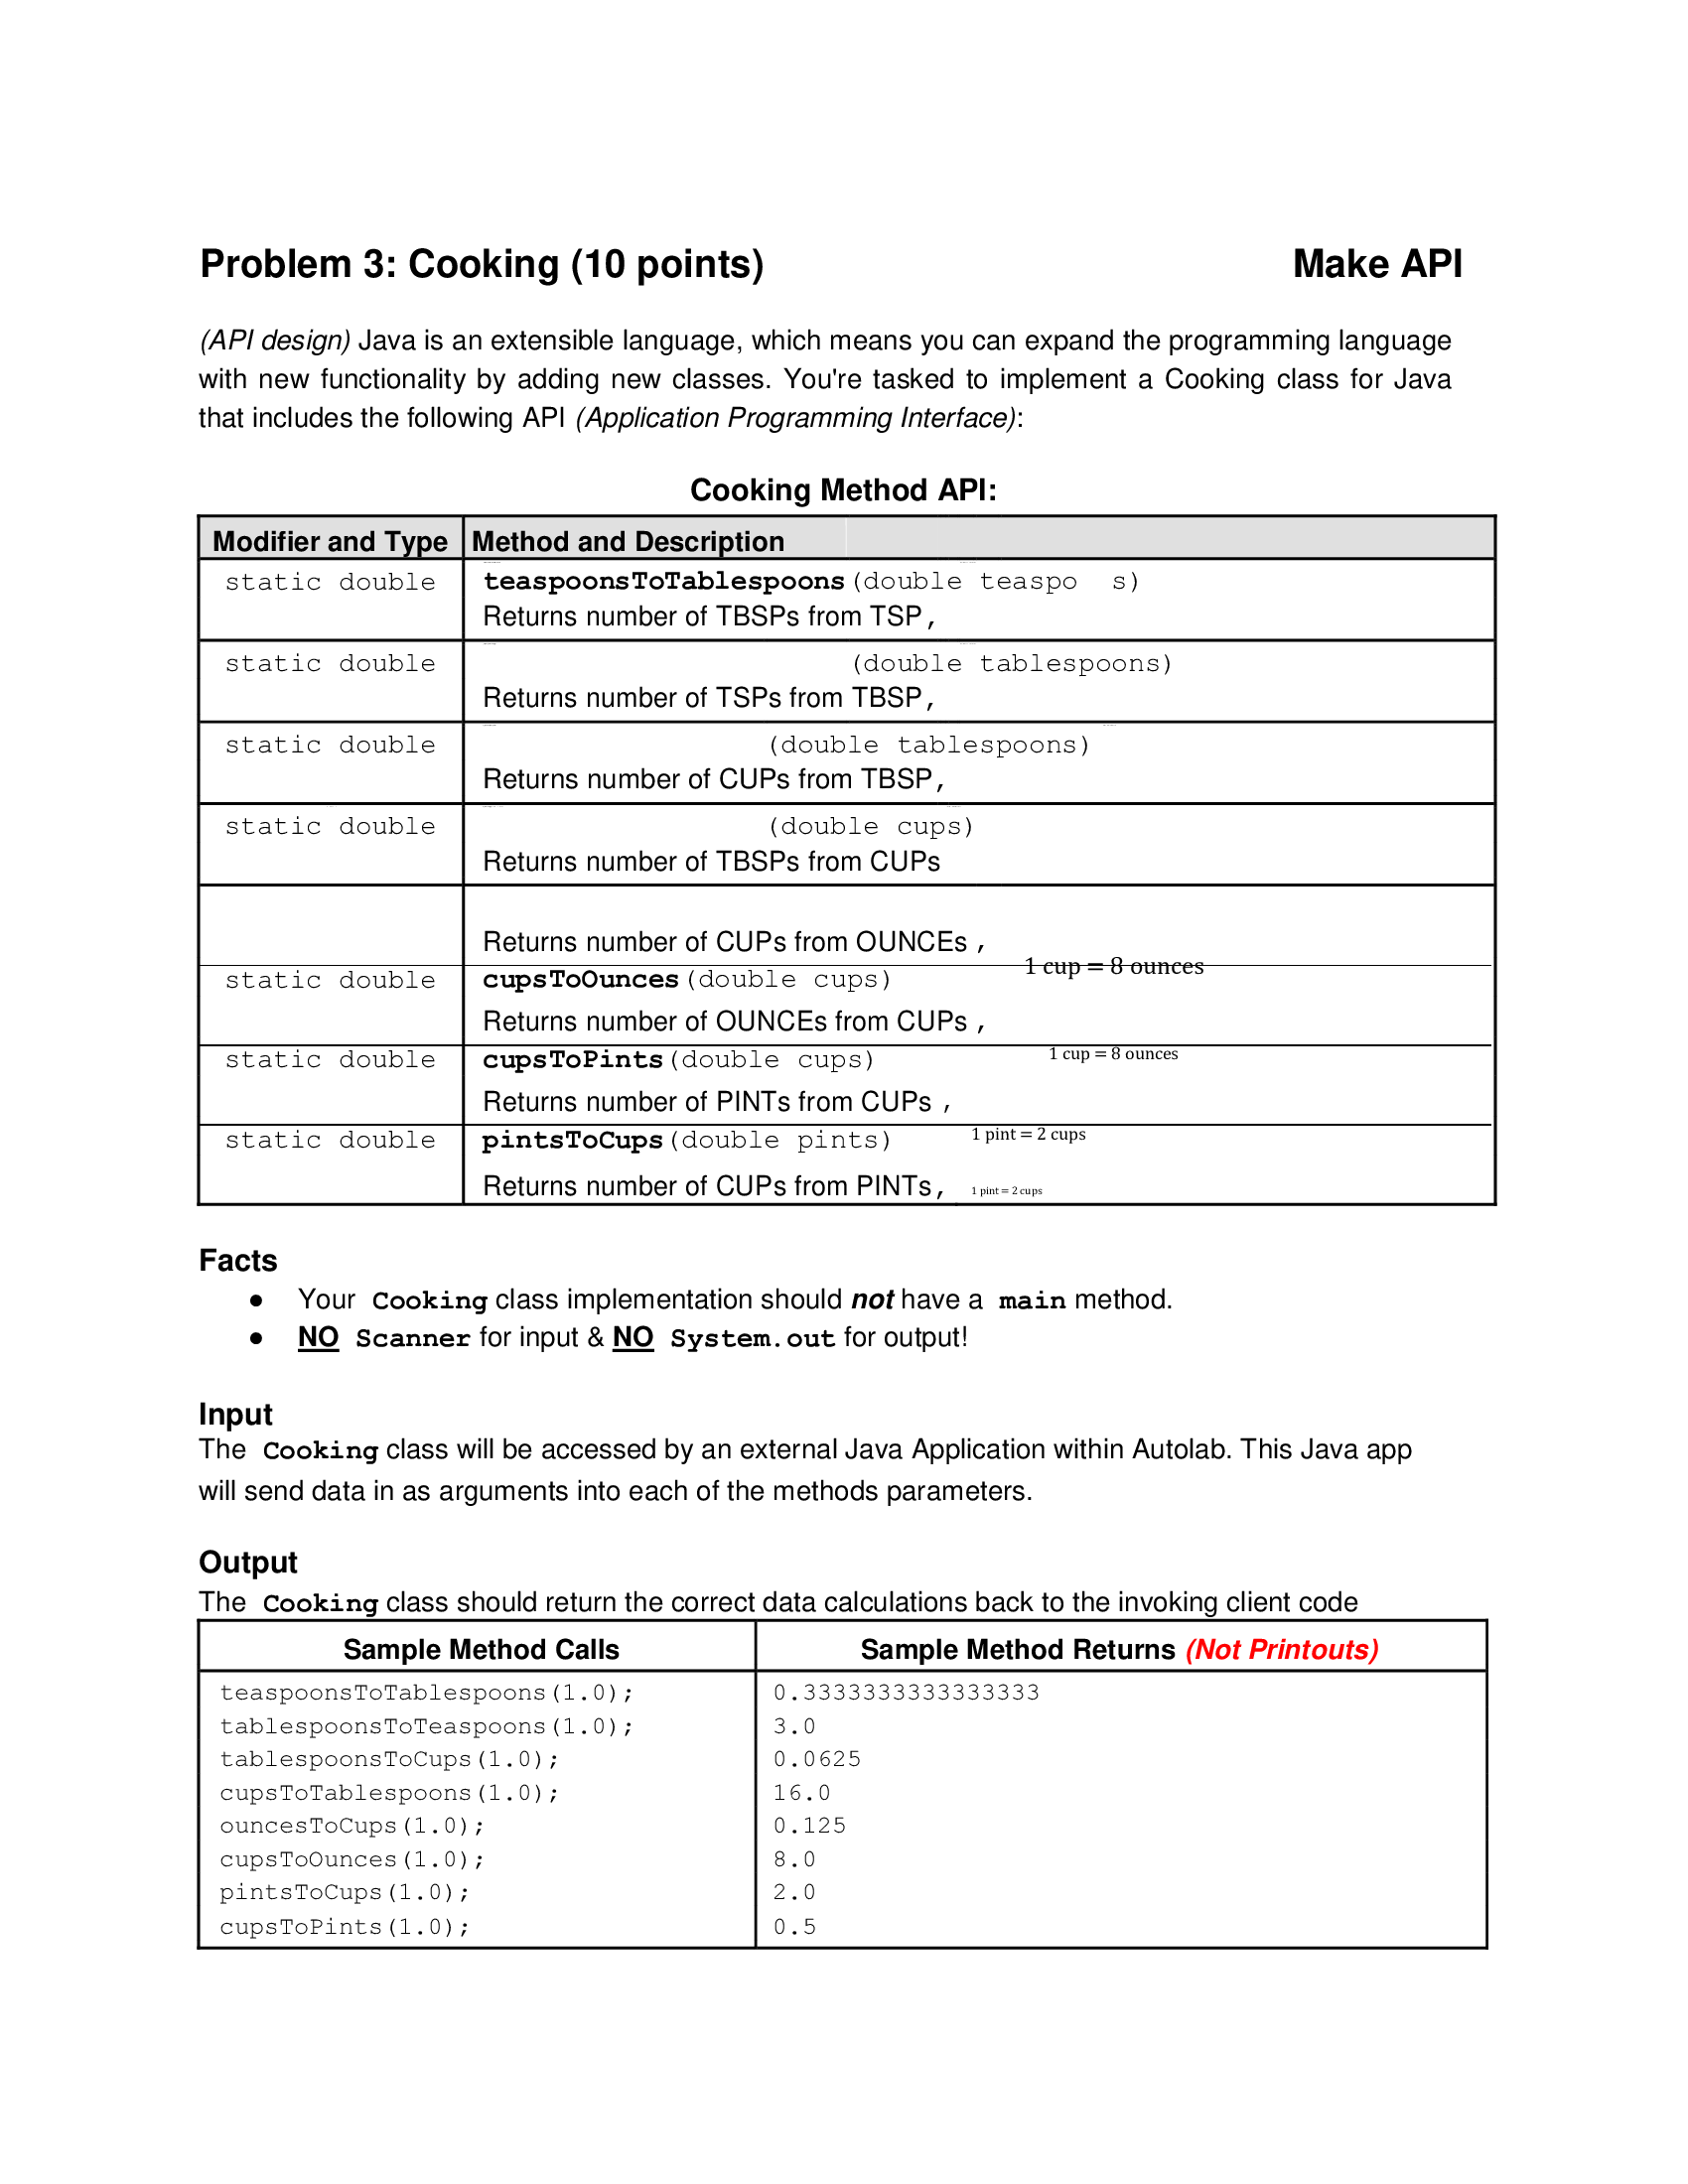 Problem 3: Cooking (10 points) Make API
(API design) Java is an extensible language, which means you can expand the programming language
with new functionality by adding new classes. You're tasked to implement a Cooking class for Java
that includes the following API (Application Programming Interface):
Cooking Method API:
Modifier and Type Method and Description
static double teaspoonsToTablespoons(double teaspo s)
Returns number of TBSPs from TSP,
static double (double tablespoons)
Returns number of TSPs from TBSP,
static double (double tablespoons)
Returns number of CUPs from TBSP,
static double (double cups)
Returns number of TBSPs from CUPs
Returns number of CUPs from OUNCEs ,
1 cup = 8 ounces
static double cupsToOunces(double cups)
Returns number of OUNCEs from CUPs ,
static double cupsToPints(double cups) 1 cup = 8 ounces
Returns number of PINTs from CUPs ,
static double pintsToCups(double pints) 1 pint = 2 cups
Returns number of CUPs from PINTs, 1 pint = 2 cups
Facts
● Your Cooking class implementation should not have a main method.
● NO Scanner for input & NO System.out for output!
Input
The Cooking class will be accessed by an external Java Application within Autolab. This Java app
will send data in as arguments into each of the methods parameters.
Output
The Cooking class should return the correct data calculations back to the invoking client code
Sample Method Calls Sample Method Returns (Not Printouts)
teaspoonsToTablespoons(1.0); 0.3333333333333333
tablespoonsToTeaspoons(1.0); 3.0
tablespoonsToCups(1.0); 0.0625
cupsToTablespoons(1.0); 16.0
ouncesToCups(1.0); 0.125
cupsToOunces(1.0); 8.0
pintsToCups(1.0); 2.0
cupsToPints(1.0); 0.5